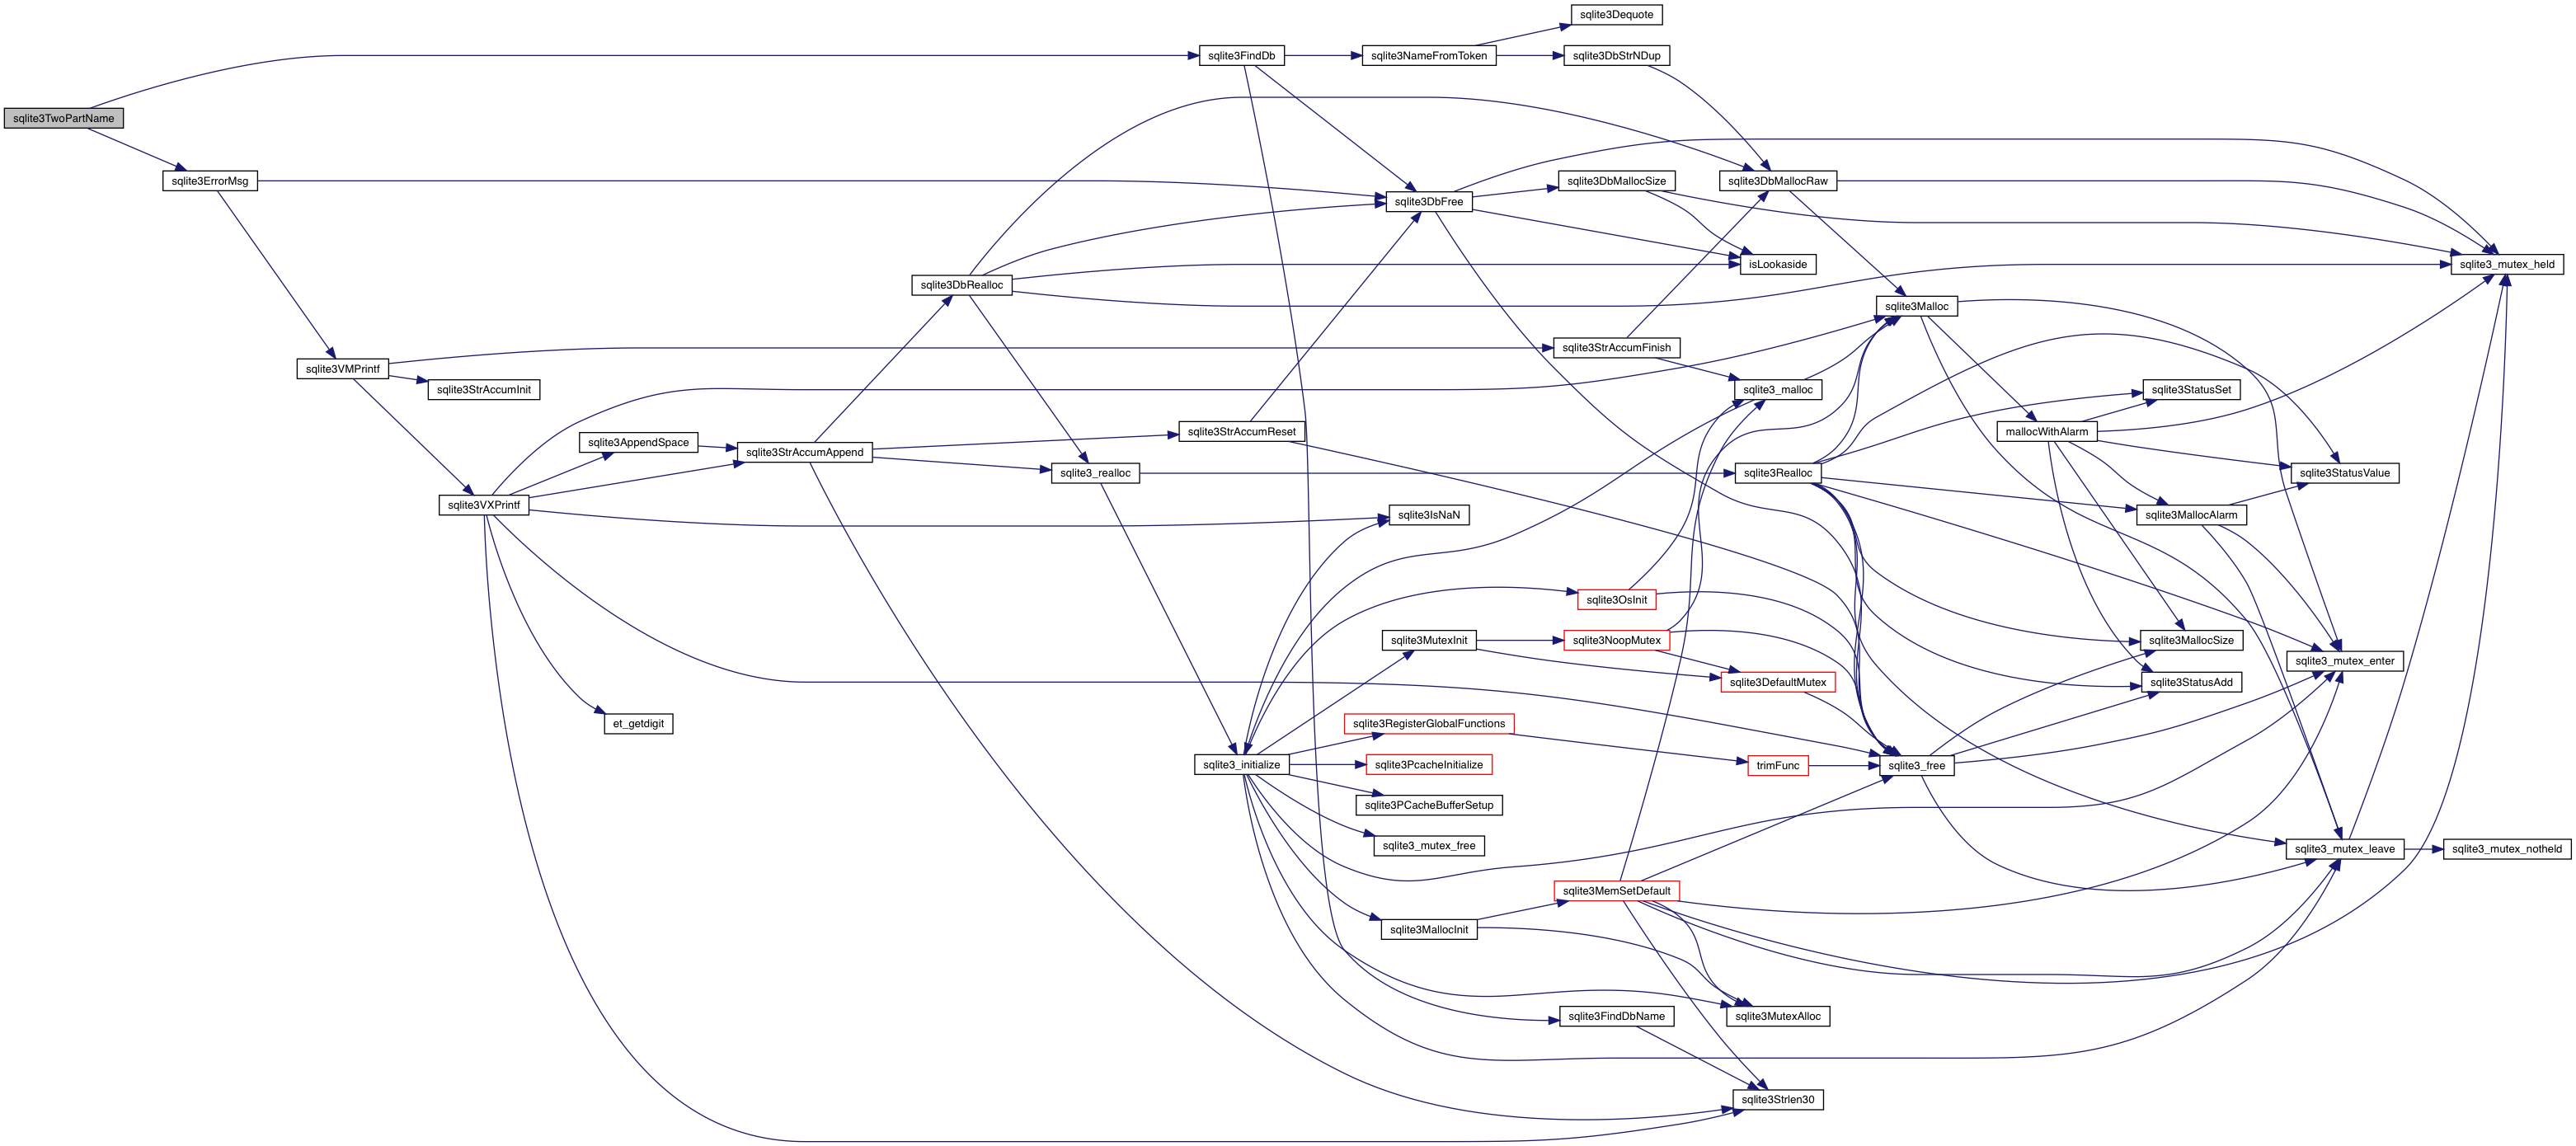 sqlite3Dequote
sqlite3FindDb
sqlite3NameFromToken
sqlite3DbStrNDup
sqlite3TwoPartName
sqlite3ErrorMsg
sqlite3DbMallocSize
sqlite3DbMallocRaw
sqlite3DbFree
isLookaside
sqlite3_mutex_held
sqlite3DbRealloc
sqlite3Malloc
sqlite3StrAccumFinish
sqlite3VMPrintf
sqlite3StrAccumInit
sqlite3_malloc
sqlite3StatusSet
sqlite3StrAccumReset
mallocWithAlarm
sqlite3AppendSpace
sqlite3StrAccumAppend
sqlite3_realloc
sqlite3Realloc
sqlite3StatusValue
sqlite3VXPrintf
sqlite3IsNaN
sqlite3MallocAlarm
sqlite3OsInit
sqlite3MutexInit
sqlite3NoopMutex
sqlite3MallocSize
sqlite3_mutex_enter
sqlite3DefaultMutex
sqlite3StatusAdd
et_getdigit
sqlite3RegisterGlobalFunctions
sqlite3_initialize
sqlite3PcacheInitialize
trimFunc
sqlite3_free
sqlite3PCacheBufferSetup
sqlite3_mutex_free
sqlite3_mutex_leave
sqlite3_mutex_notheld
sqlite3MemSetDefault
sqlite3MallocInit
sqlite3FindDbName
sqlite3MutexAlloc
sqlite3Strlen30